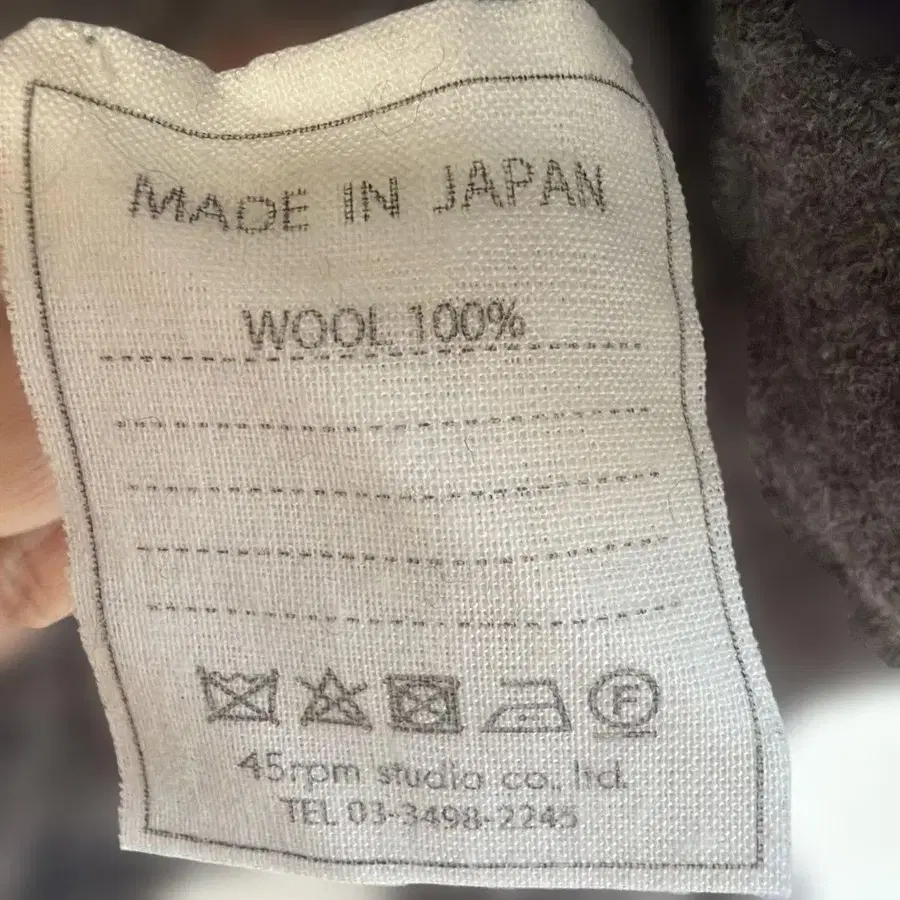 MADE IN JAPAN
WOOL 100%
F
45rpm studio co., ltd.
TEL 03-3498-2245